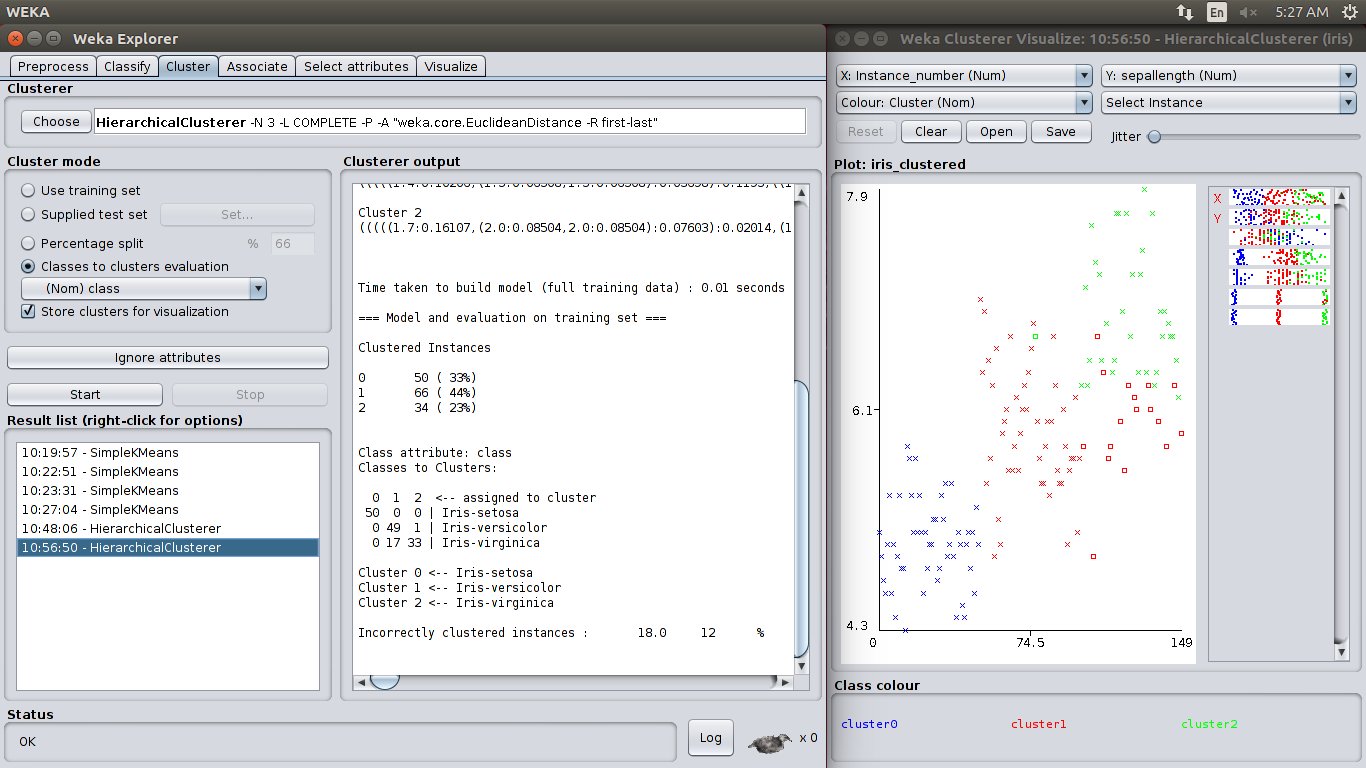 WEKA
En
5:27 AM
Weka Explorer
Preprocess Classify Cluster Associate Select attributes Visualize
Clusterer
Choose
HierarchicalClusterer -N 3 -L COMPLETE -P -A "weka.core.EuclideanDistance -R first-last"
Cluster mode
Use training set
Supplied test set
Set...
Percentage split
%
66
Classes to clusters evaluation
(Nom) class
Store clusters for visualization
Ignore attributes
Start
Stop
Result list (right-click for options)
10:19:57 - SimpleKMeans
10:22:51 - SimpleKMeans
10:23:31 - SimpleKMeans
10:27:04 - SimpleKMeans
10:48:06 - HierarchicalClusterer
10:56:50 - HierarchicalClusterer
Clusterer output
Cluster 2
(((((1.7:0.16107,(2.0:0.08504,2.0:0.08504):0.07603):0.02014,(1
Time taken to build model (full training data) : 0.01 seconds
=== Model and evaluation on training set ===
Clustered Instances
0 50 ( 33%)
1 66 ( 44%)
2 34 ( 23%)
Class attribute: class
Classes to Clusters:
0 1 2 <-- assigned to cluster
50 0 0 | Iris-setosa
0 49 1 | Iris-versicolor
0 17 33 | Iris-virginica
Cluster 0 <-- Iris-setosa
Cluster 1 <-- Iris-versicolor
Cluster 2 <-- Iris-virginica
Incorrectly clustered instances : 18.0 12 %
Status
OK
Log
x 0
Weka Clusterer Visualize: 10:56:50 - HierarchicalClusterer (iris)
X: Instance_number (Num)
Y: sepallength (Num)
Colour: Cluster (Nom)
Select Instance
Reset
Clear
Open
Save
Jitter
Plot: iris_clustered
7.9
6.1
4.3
0
74.5
149
X
Y
Class colour
cluster0
cluster1
cluster2